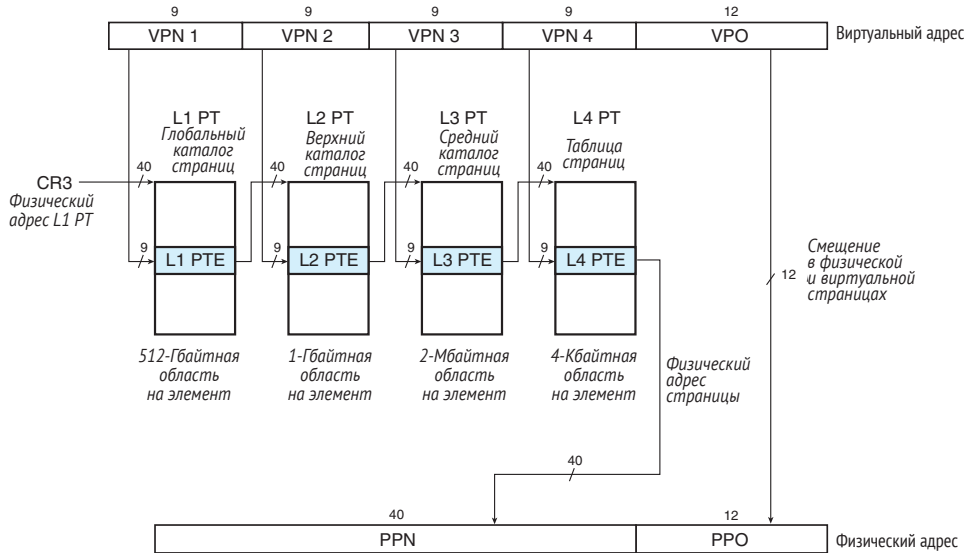 9 9 9 9 12
VPN 1 VPN 2 VPN 3 VPN 4 VPO Виртуальный адрес
L1 PT
Глобальный
каталог
страниц
L2 PT
Верхний
каталог
страниц
L3 PT
Средний
каталог
страниц
L4 PT
Таблица
страниц
40 40 40 40
CR3
Физический
адрес L1 PT
9 9 9 9
L1 PTE L2 PTE L3 PTE L4 PTE
12
Смещение
в физической
и виртуальной
страницах
512-Гбайтная
область
на элемент
1-Гбайтная
область
на элемент
2-Мбайтная
область
на элемент
4-Кбайтная
область
на элемент
Физический
адрес
страницы
40
40 12
PPN PPO Физический адрес